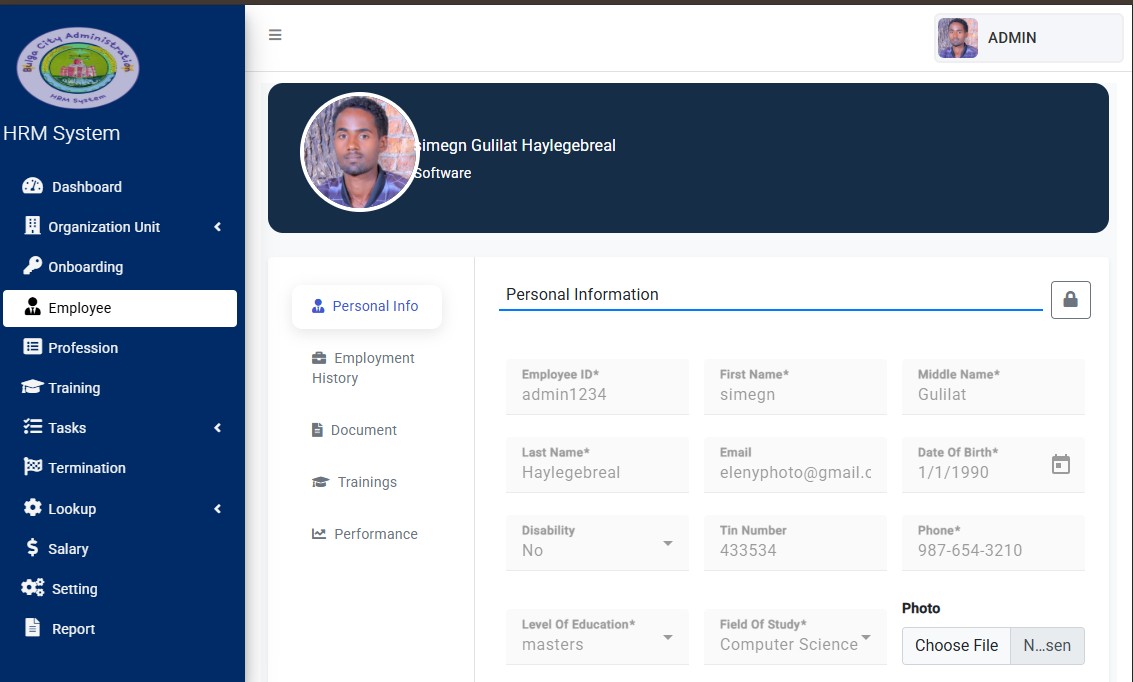 Bulga City Administration
HRM System
HRM System
Dashboard
Organization Unit
Onboarding
Employee
Profession
Training
Tasks
Termination
Lookup
Salary
Setting
Report
ADMIN
simegn Gulilat Haylegebreal
Software
Personal Info
Employment
History
Document
Trainings
Performance
Personal Information
Employee ID*
admin1234
First Name*
simegn
Middle Name*
Gulilat
Last Name*
Haylegebreal
Email
elenyphoto@gmail.c
Date Of Birth*
1/1/1990
Disability
No
Tin Number
433534
Phone*
987-654-3210
Level Of Education*
masters
Field Of Study*
Computer Science
Photo
Choose File N...sen